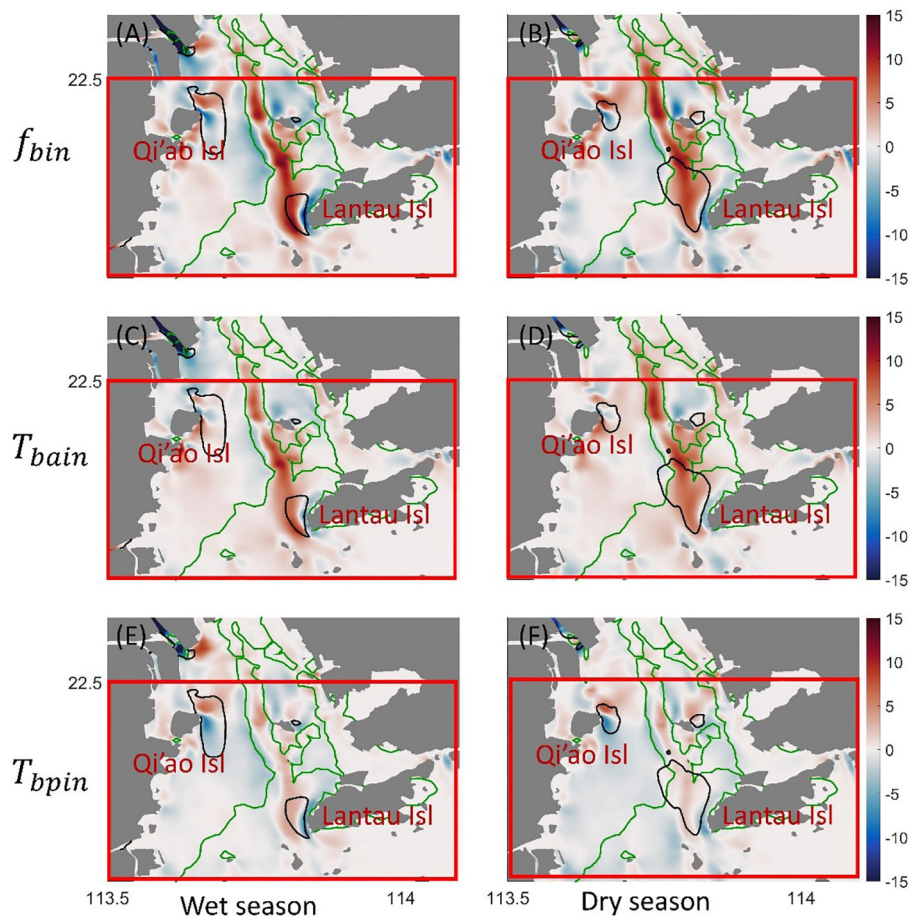 (A)
(B)
22.5
f_bin
Qi'ao Isl
Lantau Isl
Qi'ao Isl
Lantau Isl
15
10
5
0
-5
-10
-15
(C)
(D)
22.5
T_bain
Qi'ao Isl
Lantau Isl
Qi'ao Isl
Lantau Isl
15
10
5
0
-5
-10
-15
(E)
(F)
22.5
T_bpin
Qi'ao Isl
Lantau Isl
Qi'ao Isl
Lantau Isl
15
10
5
0
-5
-10
-15
113.5
Wet season
114
113.5
Dry season
114